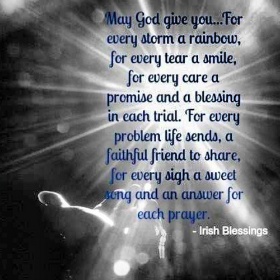 May God give you...For
every storm a rainbow,
for every tear a smile,
for every care a
promise and a blessing
in each trial. For every
problem life sends, a
faithful friend to share,
for every sigh a sweet
song and an answer for
each prayer.
- Irish Blessings